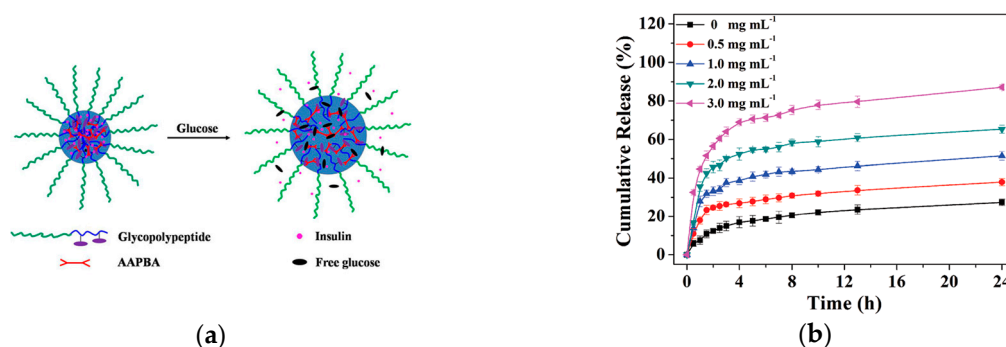 Glucose
Glycopolypeptide
AAPBA
Insulin
Free glucose
(a)
Cumulative Release (%)
120
100
80
60
40
20
0
0 mg mL⁻¹
0.5 mg mL⁻¹
1.0 mg mL⁻¹
2.0 mg mL⁻¹
3.0 mg mL⁻¹
0 4 8 12 16 20 24
Time (h)
(b)